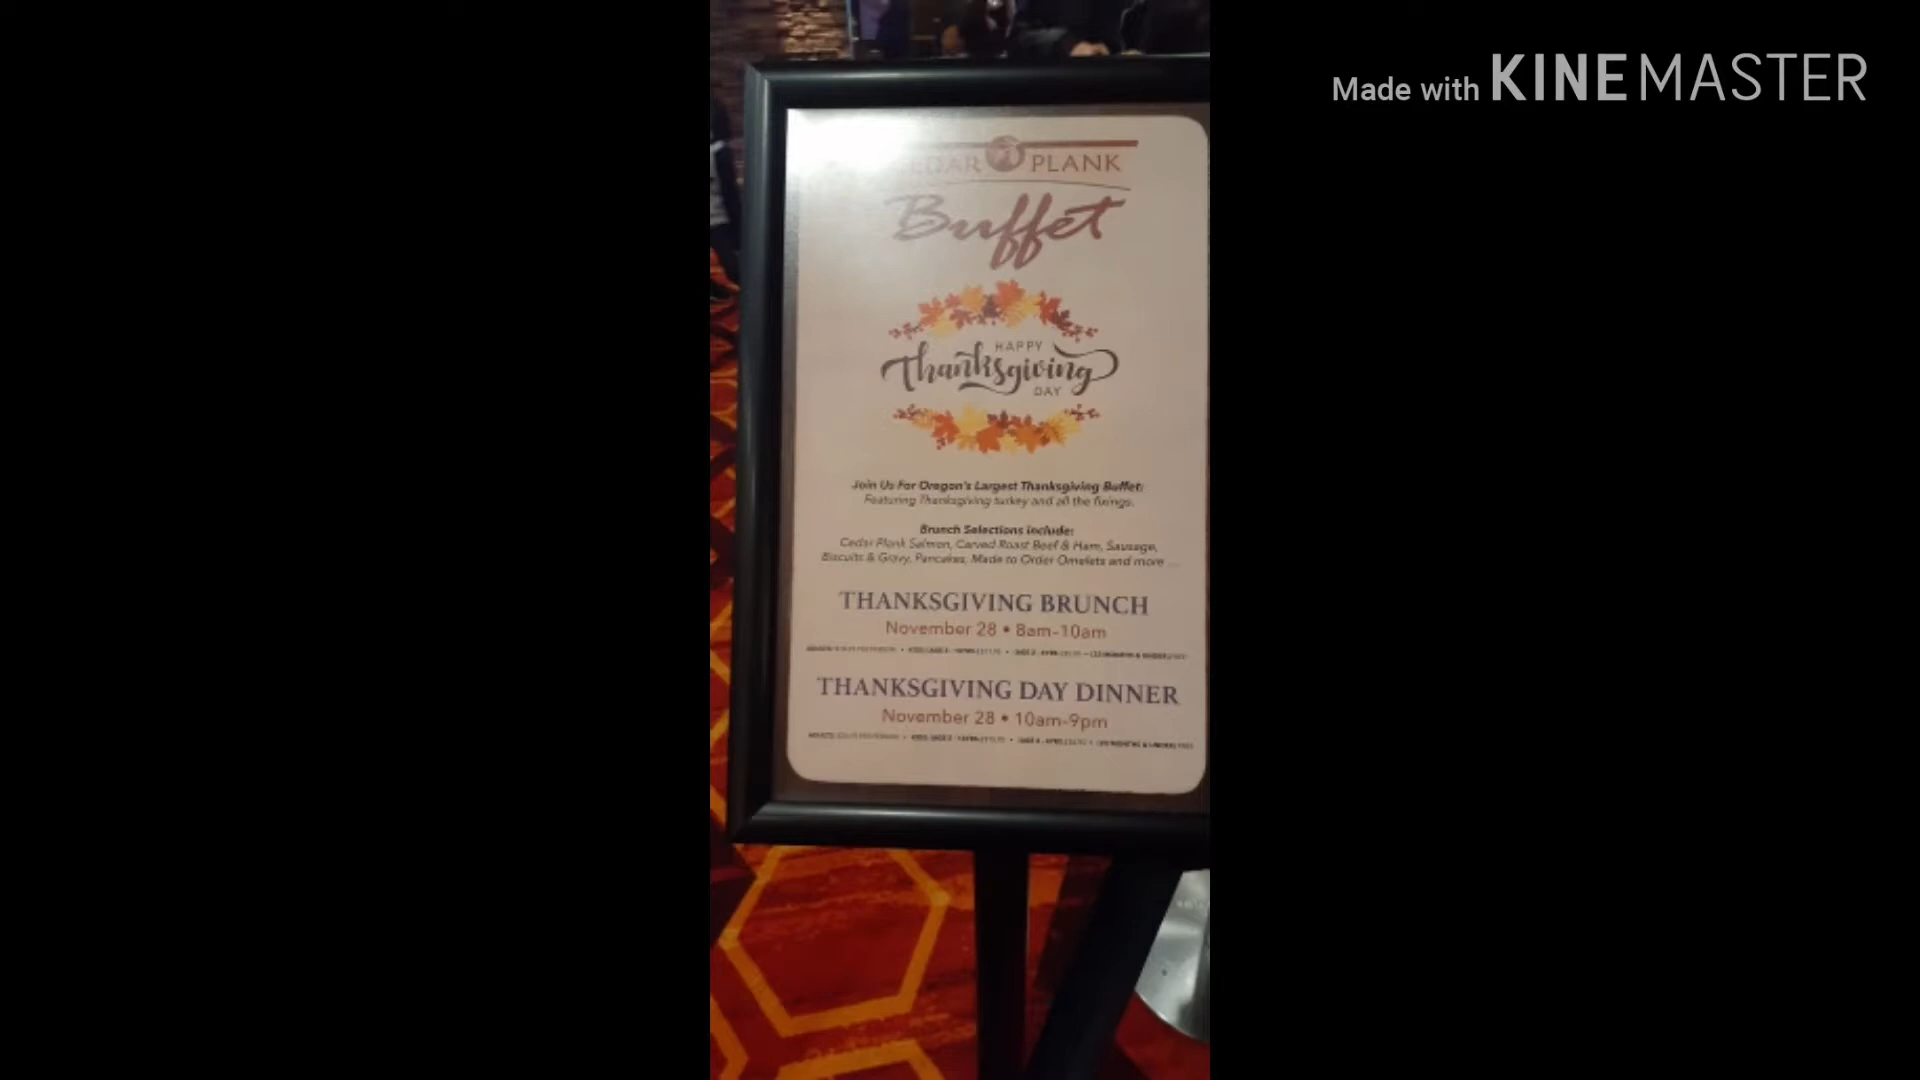 Made with KINEMASTER
EDAR PLANK
Buffet
HAPPY
Thanksgiving
DAY
Join Us For Oregon's Largest Thanksgiving Buffet:
Featuring Thanksgiving turkey and all the fixings.
Brunch Selections Include:
Cedar Plank Salmon, Carved Roast Beef & Ham, Sausage,
Biscuits & Gravy, Pancakes, Made to Order Omelets and more ...
THANKSGIVING BRUNCH
November 28 • 8am-10am
THANKSGIVING DAY DINNER
November 28 • 10am-9pm